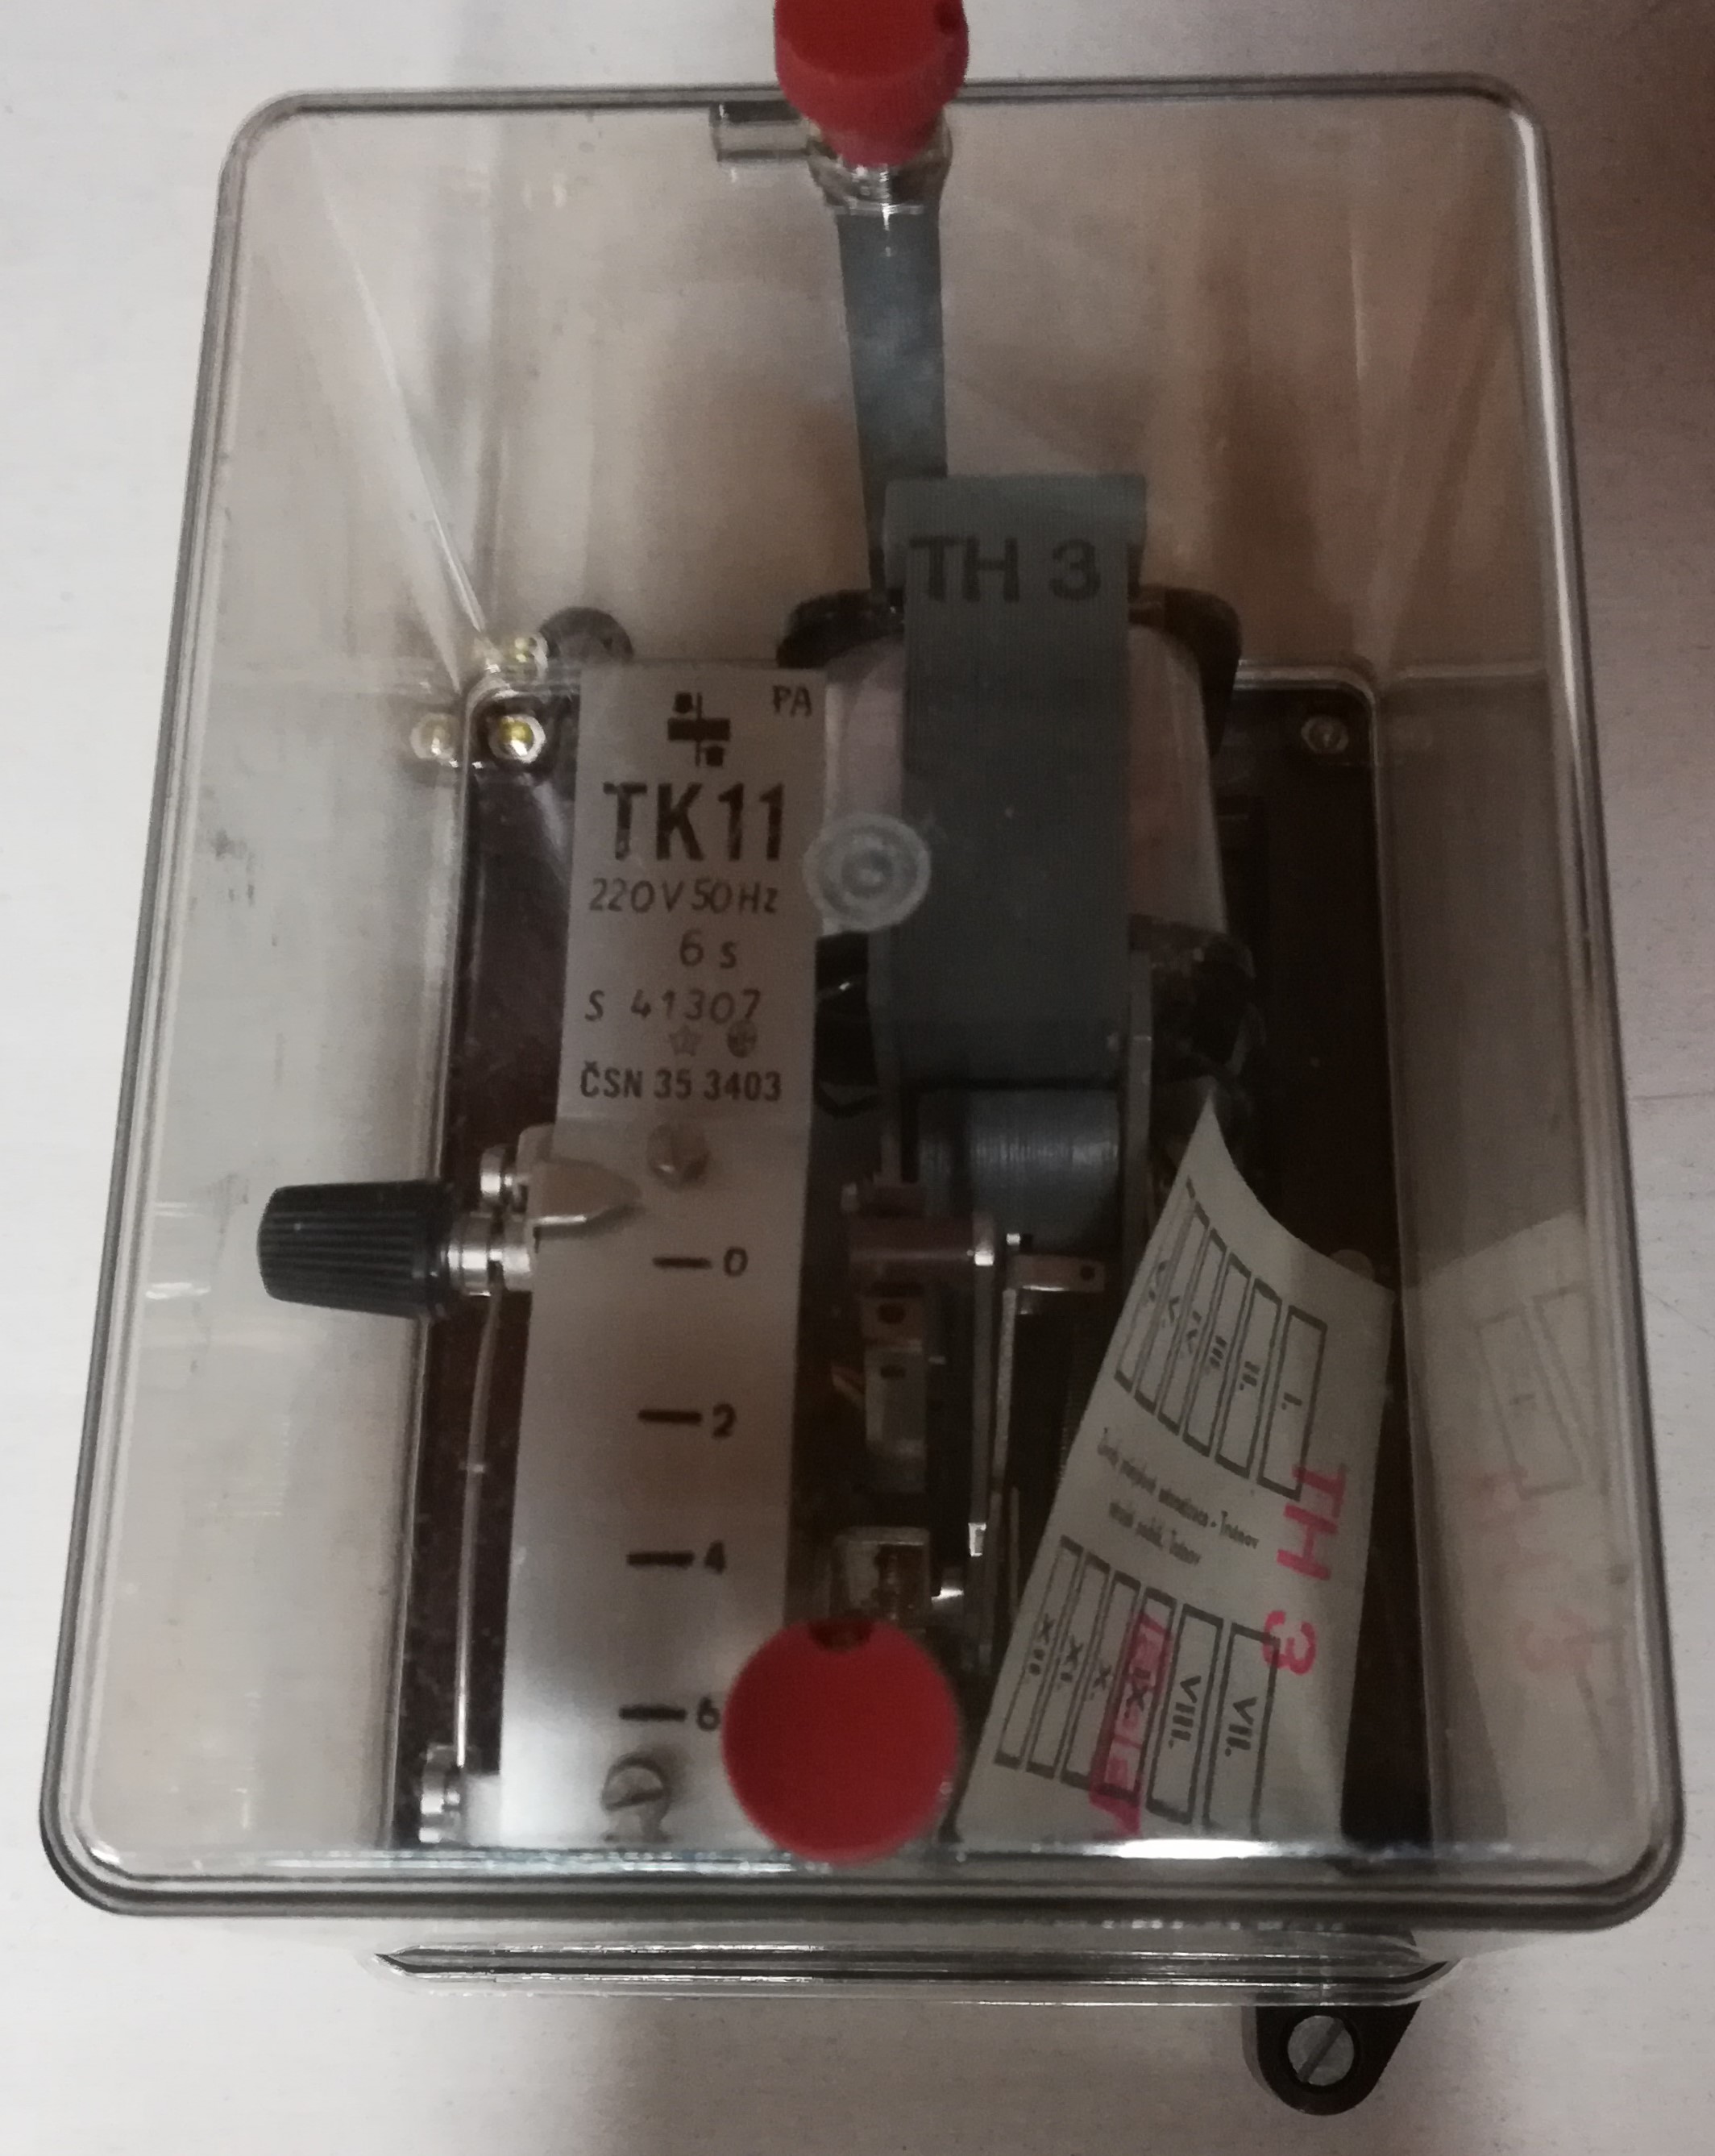 TH 3
PA
TK11
220V 50Hz
6 s
S 41307
ČSN 35 3403
0
2
4
6
I.
II.
III.
IV.
V.
VI.
TH 3
VII.
VIII.
IX.
X.
XI.
XII.